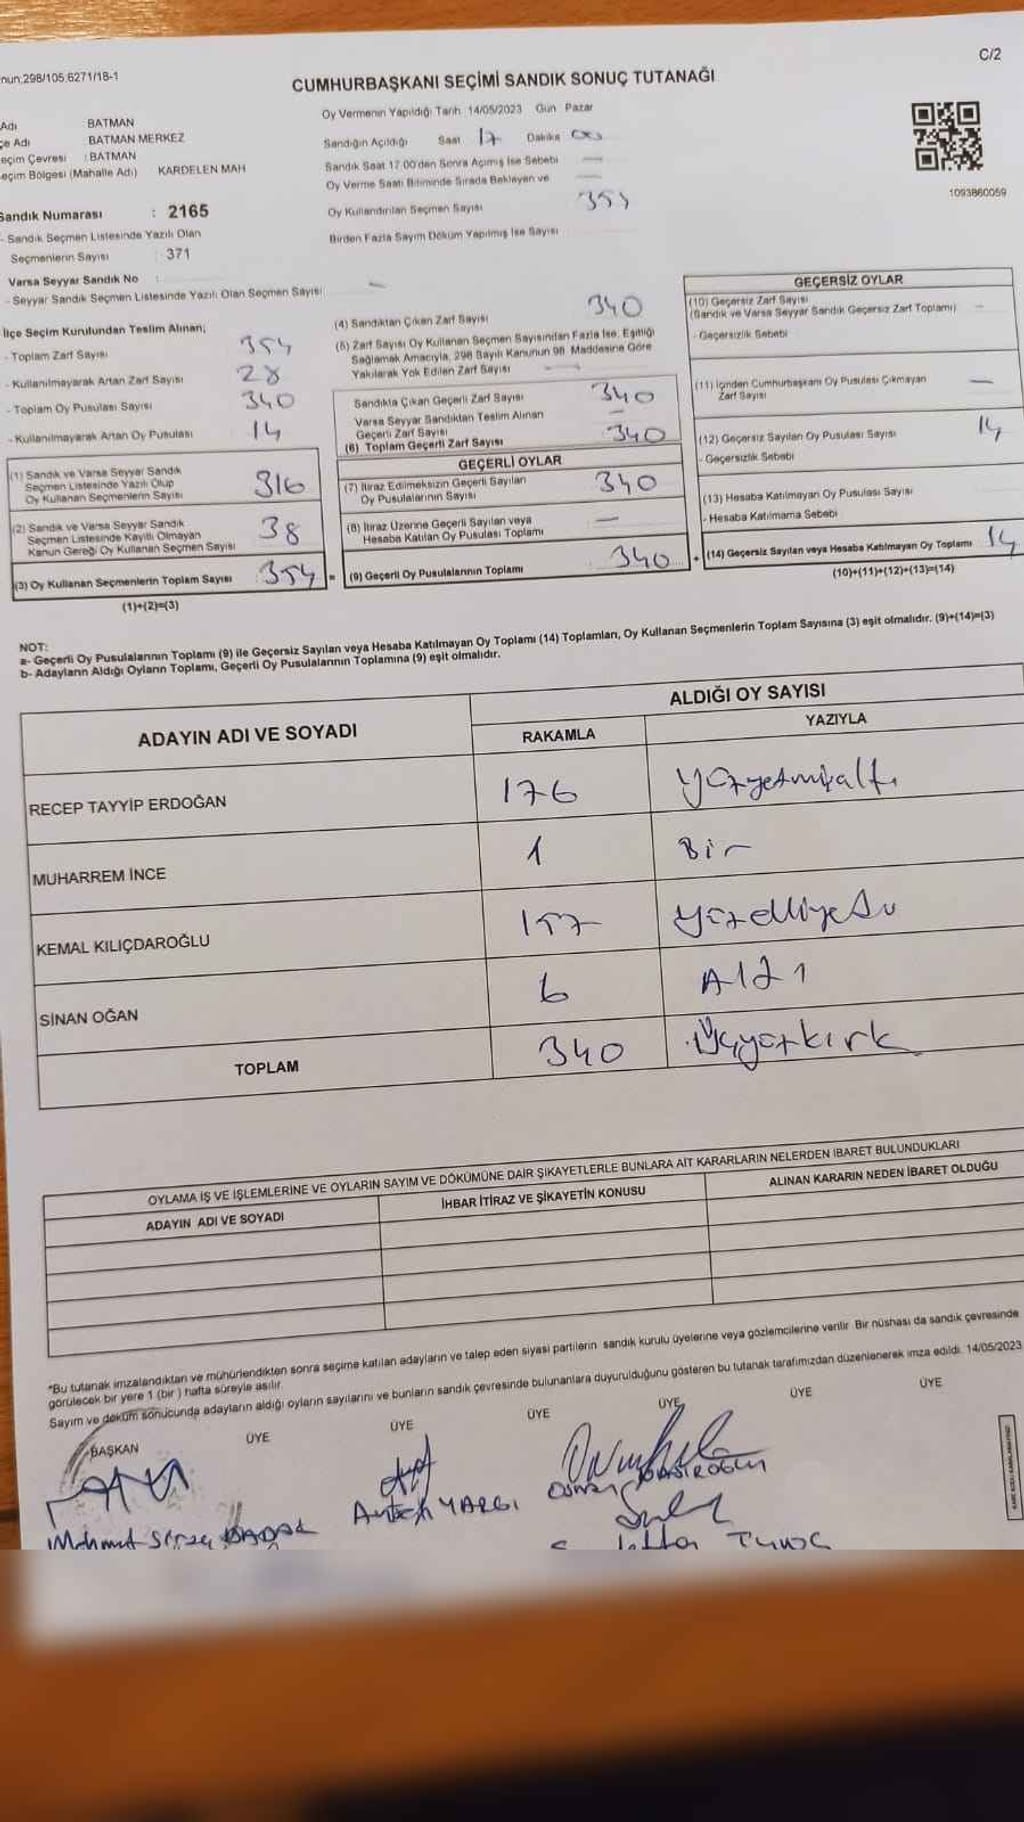 nun:298/105.6271/18-1
C/2
CUMHURBAŞKANI SEÇİMİ SANDIK SONUÇ TUTANAĞI
Adı BATMAN
çe Adı BATMAN MERKEZ
eçim Çevresi : BATMAN
eçim Bölgesi (Mahalle Adı) KARDELEN MAH
Sandık Numarası : 2165
- Sandık Seçmen Listesinde Yazılı Olan
Seçmenlerin Sayısı : 371
Varsa Seyyar Sandık No :
- Seyyar Sandık Seçmen Listesinde Yazılı Olan Seçmen Sayısı —
Oy Vermenin Yapıldığı Tarih 14/05/2023 Gün Pazar
Sandığın Açıldığı Saat 17 Dakika 00
Sandık Saat 17.00'den Sonra Açılmış İse Sebebi —
Oy Verme Saati Bitiminde Sırada Bekleyen ve —
Oy Kullandırılan Seçmen Sayısı 354
Birden Fazla Sayım Döküm Yapılmış İse Sayısı
1093860059
İlçe Seçim Kurulundan Teslim Alınan;
- Toplam Zarf Sayısı 354
- Kullanılmayarak Artan Zarf Sayısı 28
- Toplam Oy Pusulası Sayısı 340
- Kullanılmayarak Artan Oy Pusulası 14
(1) Sandık ve Varsa Seyyar Sandık
Seçmen Listesinde Yazılı Olup
Oy Kullanan Seçmenlerin Sayısı 316
(2) Sandık ve Varsa Seyyar Sandık
Seçmen Listesinde Kayıtlı Olmayan
Kanun Gereği Oy Kullanan Seçmen Sayısı 38
(3) Oy Kullanan Seçmenlerin Toplam Sayısı 354 =
(1)+(2)=(3)
(4) Sandıktan Çıkan Zarf Sayısı 340
(5) Zarf Sayısı Oy Kullanan Seçmen Sayısından Fazla İse, Eşitliği
Sağlamak Amacıyla, 298 Sayılı Kanunun 98. Maddesine Göre
Yakılarak Yok Edilen Zarf Sayısı —
Sandıkta Çıkan Geçerli Zarf Sayısı 340
Varsa Seyyar Sandıktan Teslim Alınan
Geçerli Zarf Sayısı —
(6) Toplam Geçerli Zarf Sayısı 340
GEÇERLİ OYLAR
(7) İtiraz Edilmeksizin Geçerli Sayılan
Oy Pusulalarının Sayısı 340
(8) İtiraz Üzerine Geçerli Sayılan veya
Hesaba Katılan Oy Pusulası Toplamı —
(9) Geçerli Oy Pusulalarının Toplamı 340 +
GEÇERSİZ OYLAR
(10) Geçersiz Zarf Sayısı
(Sandık ve Varsa Seyyar Sandık Geçersiz Zarf Toplamı) —
- Geçersizlik Sebebi
(11) İçinden Cumhurbaşkanı Oy Pusulası Çıkmayan
Zarf Sayısı —
(12) Geçersiz Sayılan Oy Pusulası Sayısı 14
- Geçersizlik Sebebi
(13) Hesaba Katılmayan Oy Pusulası Sayısı
- Hesaba Katılmama Sebebi
(14) Geçersiz Sayılan veya Hesaba Katılmayan Oy Toplamı 14
(10)+(11)+(12)+(13)=(14)
NOT:
a- Geçerli Oy Pusulalarının Toplamı (9) ile Geçersiz Sayılan veya Hesaba Katılmayan Oy Toplamı (14) Toplamları, Oy Kullanan Seçmenlerin Toplam Sayısına (3) eşit olmalıdır. (9)+(14)=(3)
b- Adayların Aldığı Oyların Toplamı, Geçerli Oy Pusulalarının Toplamına (9) eşit olmalıdır.
ADAYIN ADI VE SOYADI
ALDIĞI OY SAYISI
RAKAMLA YAZIYLA
RECEP TAYYİP ERDOĞAN 176 Yüzyetmişaltı
MUHARREM İNCE 1 Bir
KEMAL KILIÇDAROĞLU 157 Yüzelliyedi
SİNAN OĞAN 6 Altı
TOPLAM 340 Üçyüzkırk
OYLAMA İŞ VE İŞLEMLERİNE VE OYLARIN SAYIM VE DÖKÜMÜNE DAİR ŞİKAYETLERLE BUNLARA AİT KARARLARIN NELERDEN İBARET BULUNDUKLARI
ADAYIN ADI VE SOYADI İHBAR İTİRAZ VE ŞİKAYETİN KONUSU ALINAN KARARIN NEDEN İBARET OLDUĞU
*Bu tutanak imzalandıktan ve mühürlendikten sonra seçime katılan adayların ve talep eden siyasi partilerin sandık kurulu üyelerine veya gözlemcilerine verilir. Bir nüshası da sandık çevresinde
görülecek bir yere 1 (bir) hafta süreyle asılır.
Sayım ve döküm sonucunda adayların aldığı oyların sayılarını ve bunların sandık çevresinde bulunanlara duyurulduğunu gösteren bu tutanak tarafımızdan düzenlenerek imza edildi. 14/05/2023
BAŞKAN ÜYE ÜYE ÜYE ÜYE ÜYE ÜYE
Mehmut
YARGI
Tunç